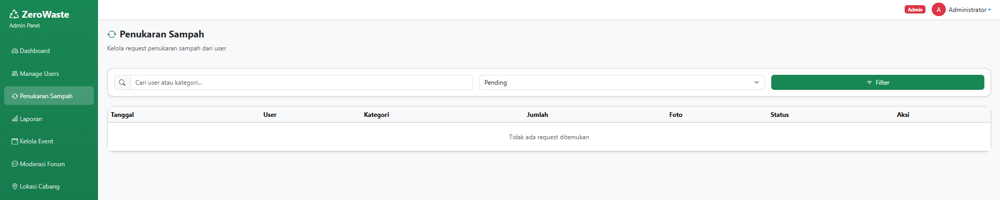 ZeroWaste
Admin Panel
Dashboard
Manage Users
Penukaran Sampah
Laporan
Kelola Event
Moderasi Forum
Lokasi Cabang
Admin A Administrator
Penukaran Sampah
Kelola request penukaran sampah dari user
Cari user atau kategori... Pending Filter
Tanggal User Kategori Jumlah Foto Status Aksi
Tidak ada request ditemukan